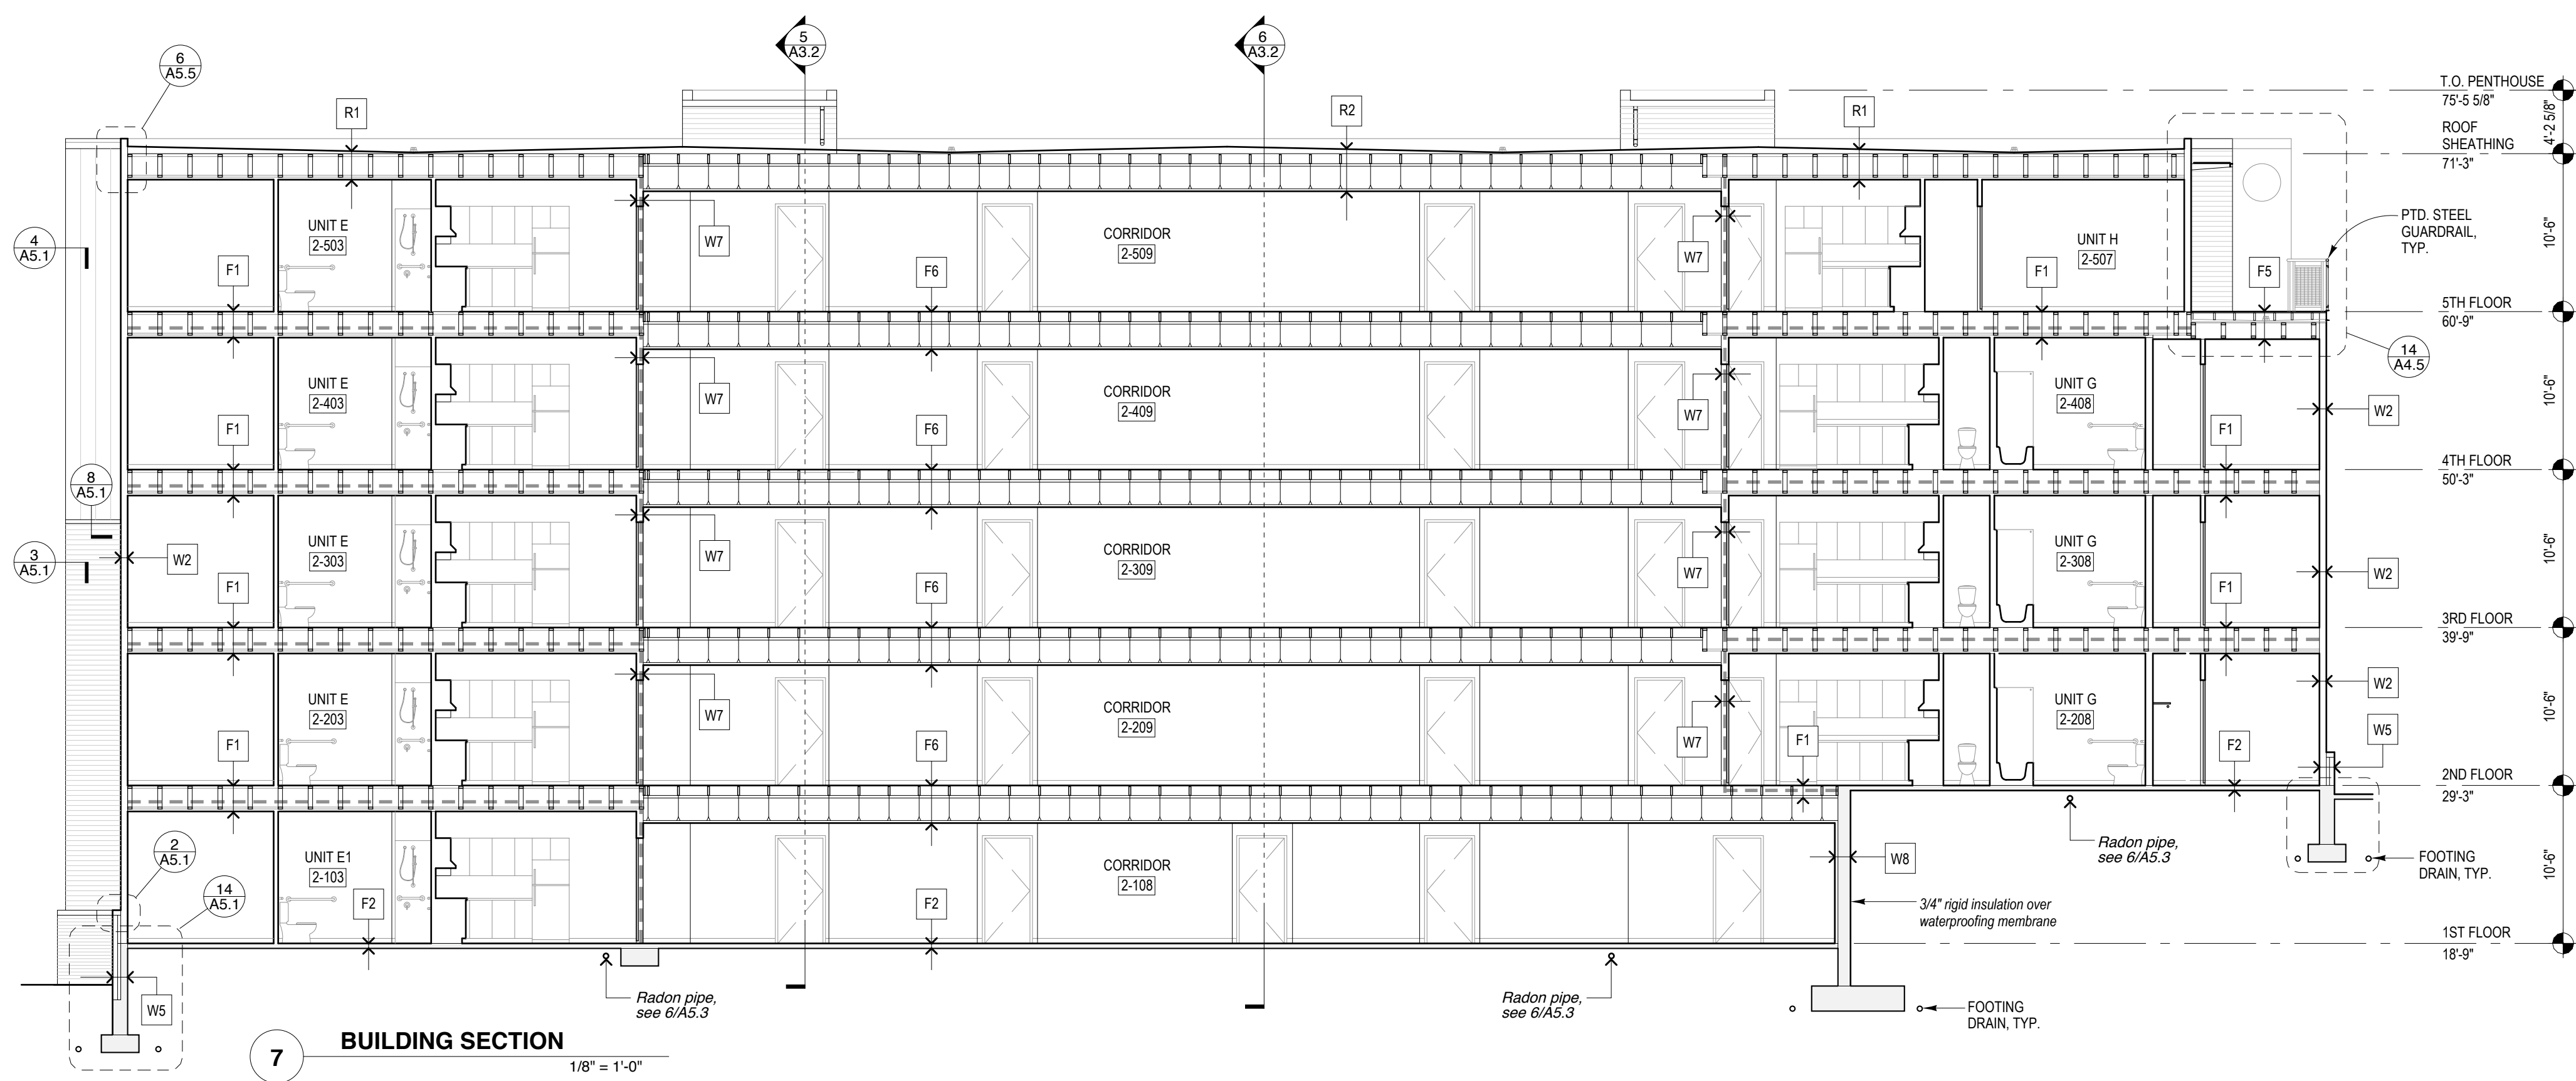 5
A3.2
6
A3.2
6
A5.5
T.O. PENTHOUSE
75'-5 5/8"
4'-2 5/8"
R1
R2
R1
ROOF
SHEATHING
71'-3"
PTD. STEEL
GUARDRAIL,
TYP.
4
A5.1
UNIT E
2-503
W7
CORRIDOR
2-509
W7
UNIT H
2-507
10'-6"
F1
F6
F1
F5
5TH FLOOR
60'-9"
14
A4.5
UNIT E
2-403
W7
CORRIDOR
2-409
W7
UNIT G
2-408
W2
10'-6"
F1
F6
F1
4TH FLOOR
50'-3"
8
A5.1
3
A5.1
W2
UNIT E
2-303
W7
CORRIDOR
2-309
W7
UNIT G
2-308
W2
10'-6"
F1
F6
F1
3RD FLOOR
39'-9"
UNIT E
2-203
W7
CORRIDOR
2-209
W7
UNIT G
2-208
W2
10'-6"
W5
F1
F6
F1
F2
2ND FLOOR
29'-3"
2
A5.1
14
A5.1
UNIT E1
2-103
CORRIDOR
2-108
W8
Radon pipe,
see 6/A5.3
FOOTING
DRAIN, TYP.
10'-6"
F2
F2
3/4" rigid insulation over
waterproofing membrane
1ST FLOOR
18'-9"
W5
Radon pipe,
see 6/A5.3
Radon pipe,
see 6/A5.3
FOOTING
DRAIN, TYP.
7
BUILDING SECTION
1/8" = 1'-0"